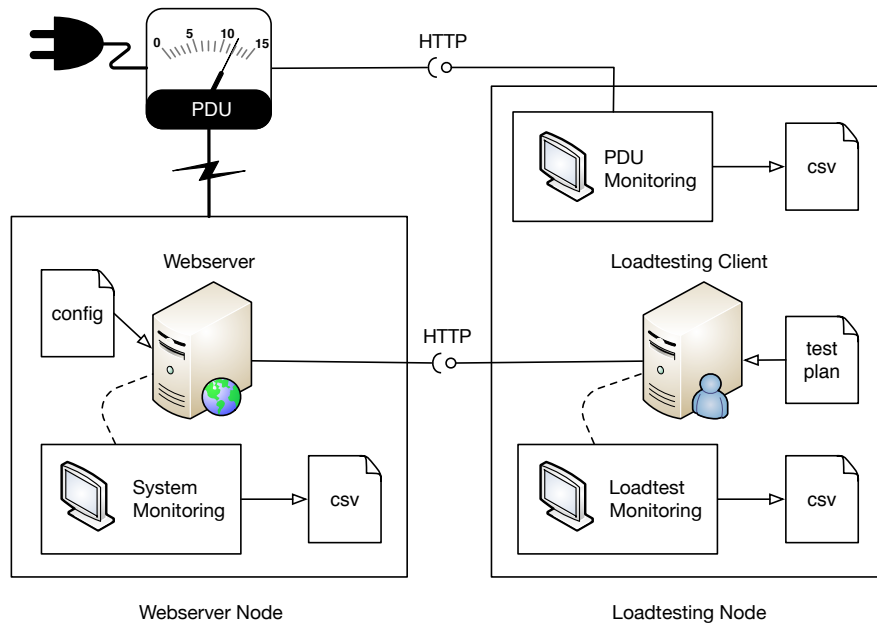 0 5 10 15
PDU
HTTP
PDU
Monitoring
csv
Webserver
config
HTTP
Loadtesting Client
test
plan
System
Monitoring
csv
Loadtest
Monitoring
csv
Webserver Node
Loadtesting Node